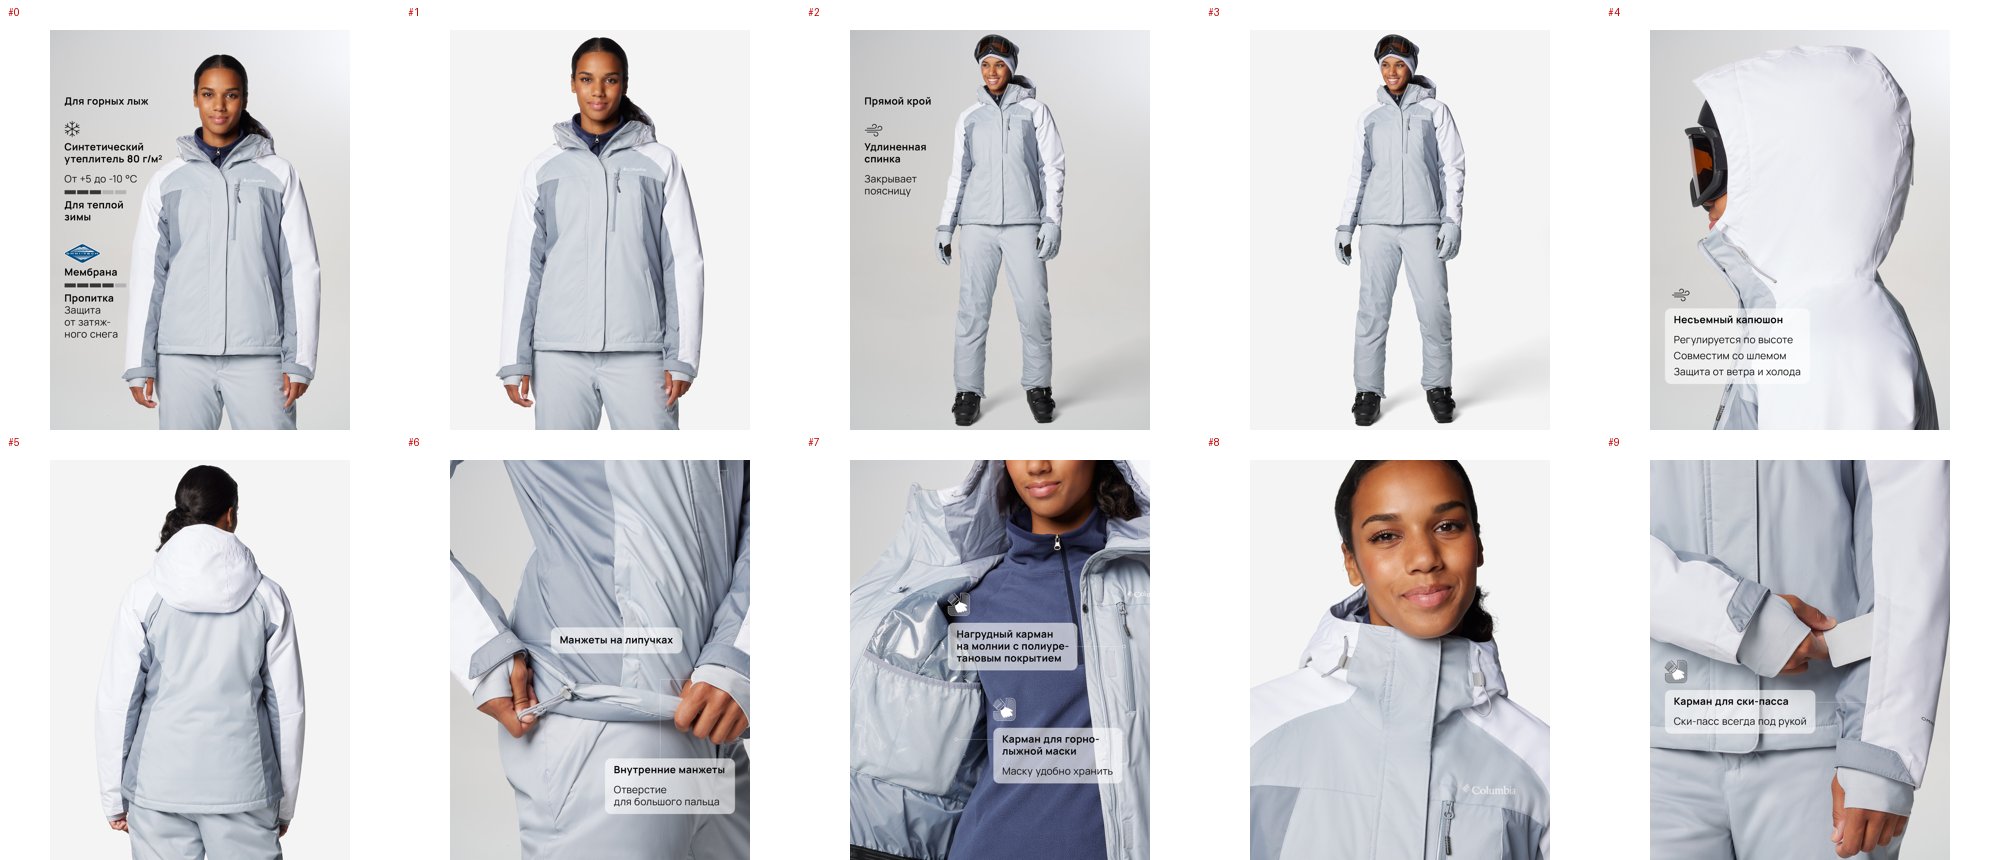 #0
Для горных лыж
Синтетический
утеплитель 80 г/м²
От +5 до -10 °C
Для теплой
зимы
Мембрана
Пропитка
Защита
от затяж-
ного снега
Columbia
#1
#2
Прямой крой
Удлиненная
спинка
Закрывает
поясницу
#3
#4
Несъемный капюшон
Регулируется по высоте
Совместим со шлемом
Защита от ветра и холода
#5
#6
Манжеты на липучках
Внутренние манжеты
Отверстие
для большого пальца
#7
Нагрудный карман
на молнии с полиуре-
тановым покрытием
Карман для горно-
лыжной маски
Маску удобно хранить
#8
Columbia
#9
Карман для ски-пасса
Ски-пасс всегда под рукой